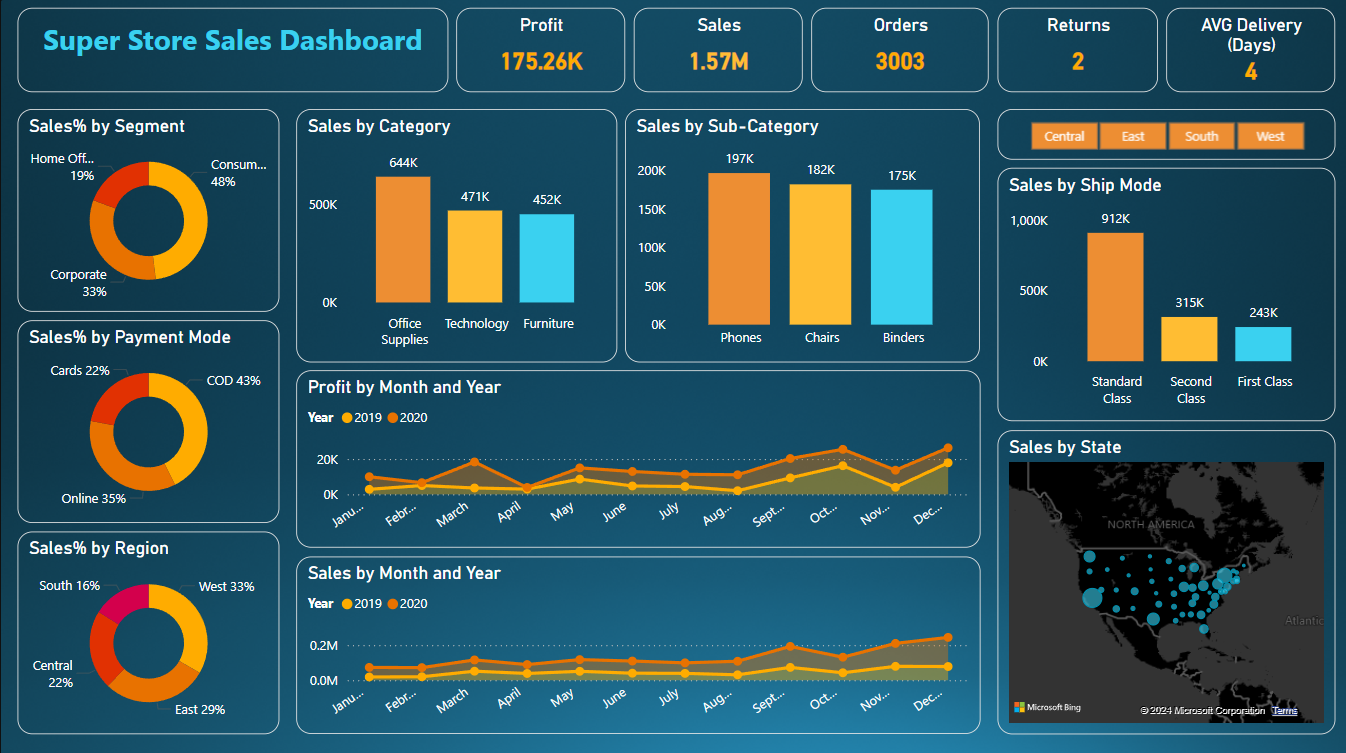 Super Store Sales Dashboard
Profit
175.26K
Sales
1.57M
Orders
3003
Returns
2
AVG Delivery
(Days)
4
Sales% by Segment
Home Off...
19%
Consum...
48%
Corporate
33%
Sales% by Payment Mode
Cards 22%
COD 43%
Online 35%
Sales% by Region
South 16%
West 33%
Central
22%
East 29%
Sales by Category
644K
471K
452K
500K
0K
Office
Supplies
Technology
Furniture
Sales by Sub-Category
197K
182K
175K
200K
150K
100K
50K
0K
Phones
Chairs
Binders
Profit by Month and Year
Year 2019 2020
20K
0K
Janu... Febr... March April May June July Aug... Sept... Oct... Nov... Dec...
Sales by Month and Year
Year 2019 2020
0.2M
0.0M
Janu... Febr... March April May June July Aug... Sept... Oct... Nov... Dec...
Central East South West
Sales by Ship Mode
912K
315K
243K
1,000K
500K
0K
Standard
Class
Second
Class
First Class
Sales by State
NORTH AMERICA
Atlantic
Microsoft Bing
© 2024 Microsoft Corporation Terms